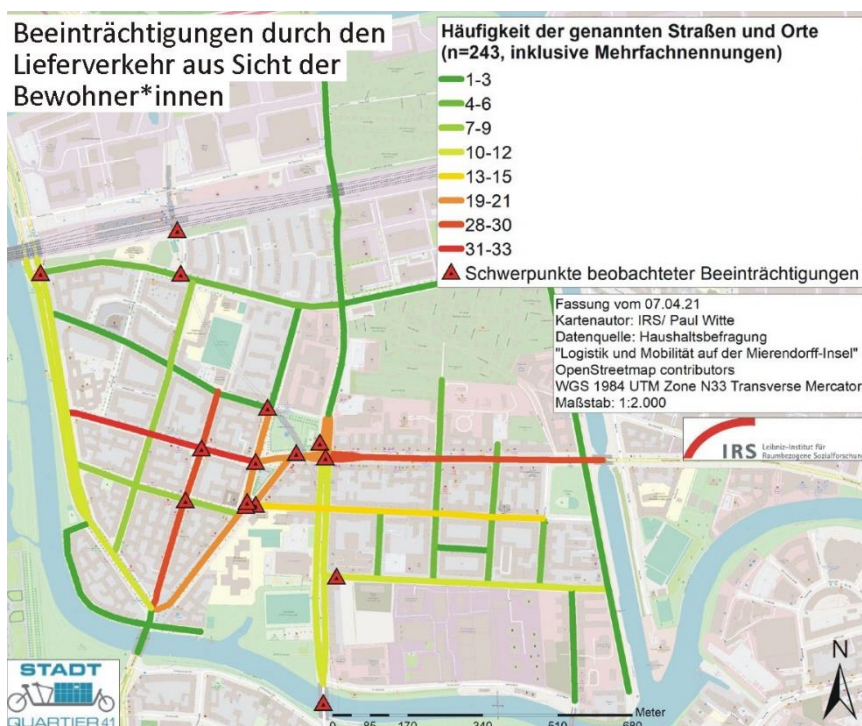 Beeinträchtigungen durch den
Lieferverkehr aus Sicht der
Bewohner*innen
Häufigkeit der genannten Straßen und Orte
(n=243, inklusive Mehrfachnennungen)
1-3
4-6
7-9
10-12
13-15
19-21
28-30
31-33
Schwerpunkte beobachteter Beeinträchtigungen
Fassung vom 07.04.21
Kartenautor: IRS/ Paul Witte
Datenquelle: Haushaltsbefragung
"Logistik und Mobilität auf der Mierendorff-Insel"
OpenStreetmap contributors
WGS 1984 UTM Zone N33 Transverse Mercator
Maßstab: 1:2.000
IRS Leibniz-Institut für
Raumbezogene Sozialforschung
N
STADT
QUARTIER 41
Meter
0 85 170 340 510 680